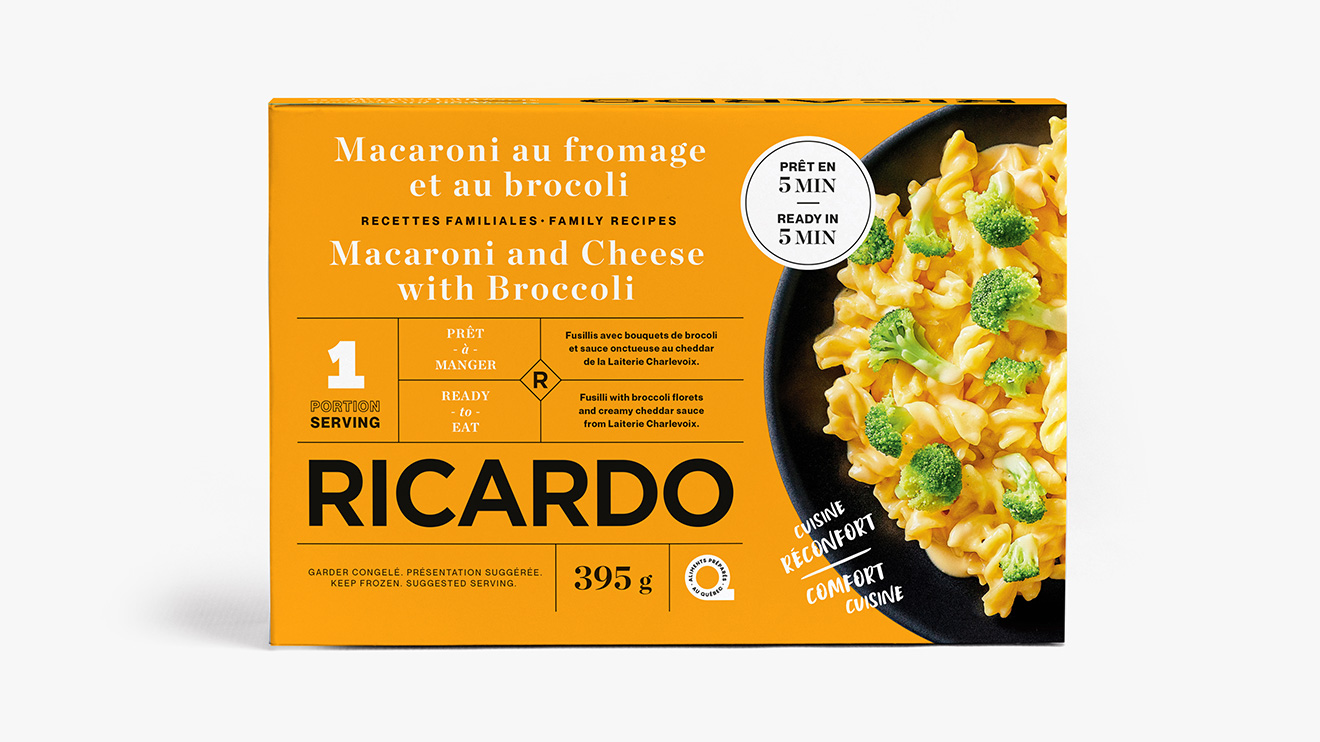 RICARDO
Macaroni au fromage
et au brocoli
RECETTES FAMILIALES • FAMILY RECIPES
Macaroni and Cheese
with Broccoli
PRÊT EN
5 MIN
READY IN
5 MIN
1
PORTION
SERVING
PRÊT
- à -
MANGER
READY
- to -
EAT
R
Fusillis avec bouquets de brocoli
et sauce onctueuse au cheddar
de la Laiterie Charlevoix.
Fusilli with broccoli florets
and creamy cheddar sauce
from Laiterie Charlevoix.
RICARDO
CUISINE
RÉCONFORT
COMFORT
CUISINE
GARDER CONGELÉ. PRÉSENTATION SUGGÉRÉE.
KEEP FROZEN. SUGGESTED SERVING.
395 g
ALIMENTS PRÉPARÉS
AU QUÉBEC